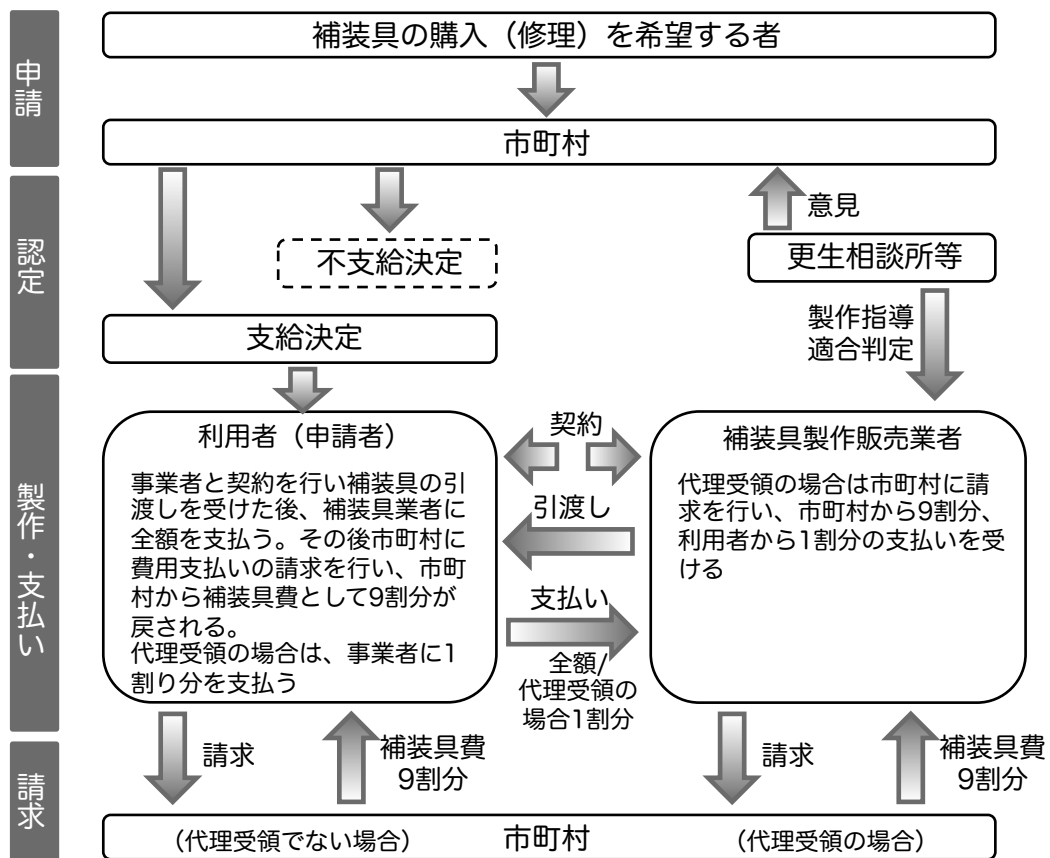 申請
補装具の購入（修理）を希望する者
市町村
認定
意見
不支給決定
更生相談所等
支給決定
製作指導
適合判定
製作・支払い
利用者（申請者）
事業者と契約を行い補装具の引
渡しを受けた後、補装具業者に
全額を支払う。その後市町村に
費用支払いの請求を行い、市町
村から補装具費として9割分が
戻される。
代理受領の場合は、事業者に1
割り分を支払う
契約
引渡し
支払い
全額/
代理受領の
場合1割分
補装具製作販売業者
代理受領の場合は市町村に請
求を行い、市町村から9割分、
利用者から1割分の支払いを受
ける
請求
請求
補装具費
9割分
請求
補装具費
9割分
（代理受領でない場合）
市町村
（代理受領の場合）